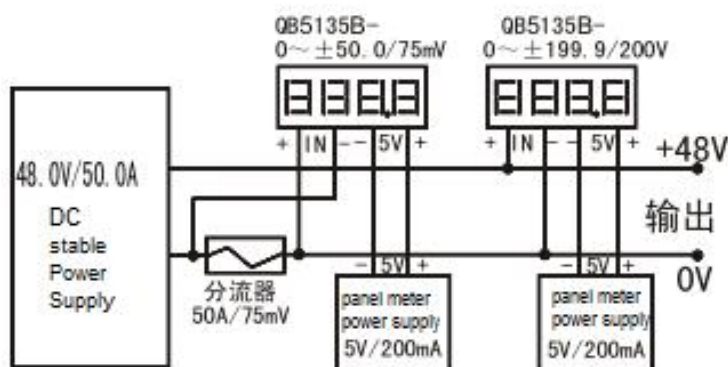 QB5135B-
0～±50.0/75mV
QB5135B-
0～±199.9/200V
+ IN - - 5V +
+ IN - - 5V +
+48V
48.0V/50.0A
DC
stable
Power
Supply
输出
0V
分流器
50A/75mV
- 5V +
panel meter
power supply
5V/200mA
- 5V +
panel meter
power supply
5V/200mA